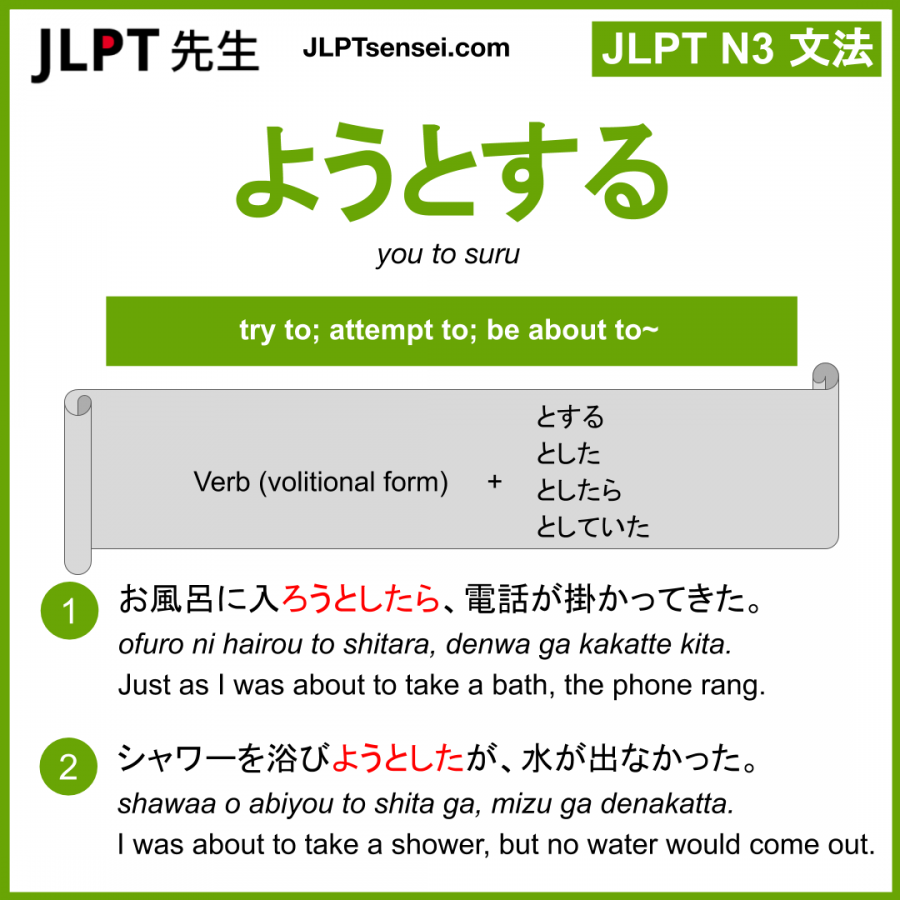 JLPT 先生
JLPTsensei.com
JLPT N3 文法
ようとする
you to suru
try to; attempt to; be about to~
Verb (volitional form) +
とする
とした
としたら
としていた
1
お風呂に入ろうとしたら、電話が掛かってきた。
ofuro ni hairou to shitara, denwa ga kakatte kita.
Just as I was about to take a bath, the phone rang.
2
シャワーを浴びようとしたが、水が出なかった。
shawaa o abiyou to shita ga, mizu ga denakatta.
I was about to take a shower, but no water would come out.